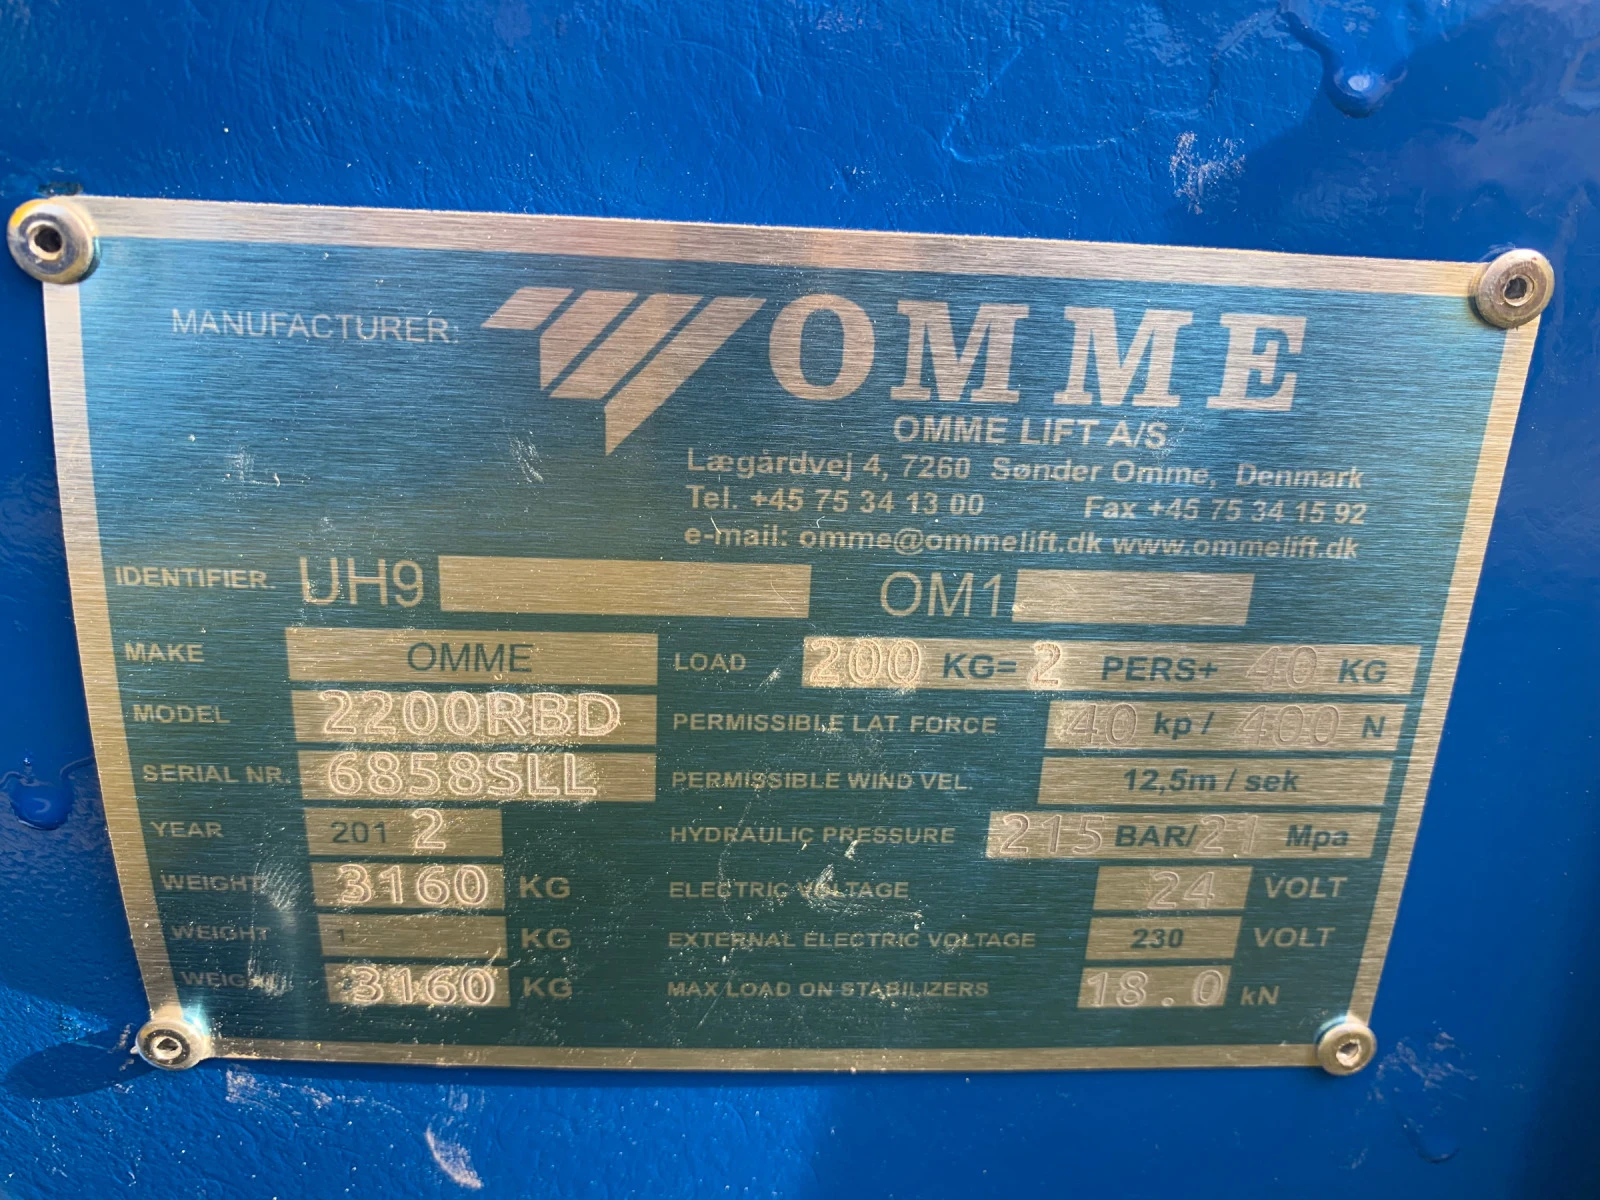 MANUFACTURER: OMME
OMME LIFT A/S
Lægårdvej 4, 7260 Sønder Omme, Denmark
Tel. +45 75 34 13 00 Fax +45 75 34 15 92
e-mail: omme@ommelift.dk www.ommelift.dk
IDENTIFIER. UH9 OM1
MAKE OMME
MODEL 2200RBD
SERIAL NR. 6858SLL
YEAR 2012
WEIGHT 3160 KG
WEIGHT 1. KG
WEIGHT 3160 KG
LOAD 200 KG= 2 PERS+ 40 KG
PERMISSIBLE LAT. FORCE 40 kp / 400 N
PERMISSIBLE WIND VEL. 12,5m / sek
HYDRAULIC PRESSURE 215 BAR/ 21 Mpa
ELECTRIC VOLTAGE 24 VOLT
EXTERNAL ELECTRIC VOLTAGE 230 VOLT
MAX LOAD ON STABILIZERS 18.0 kN